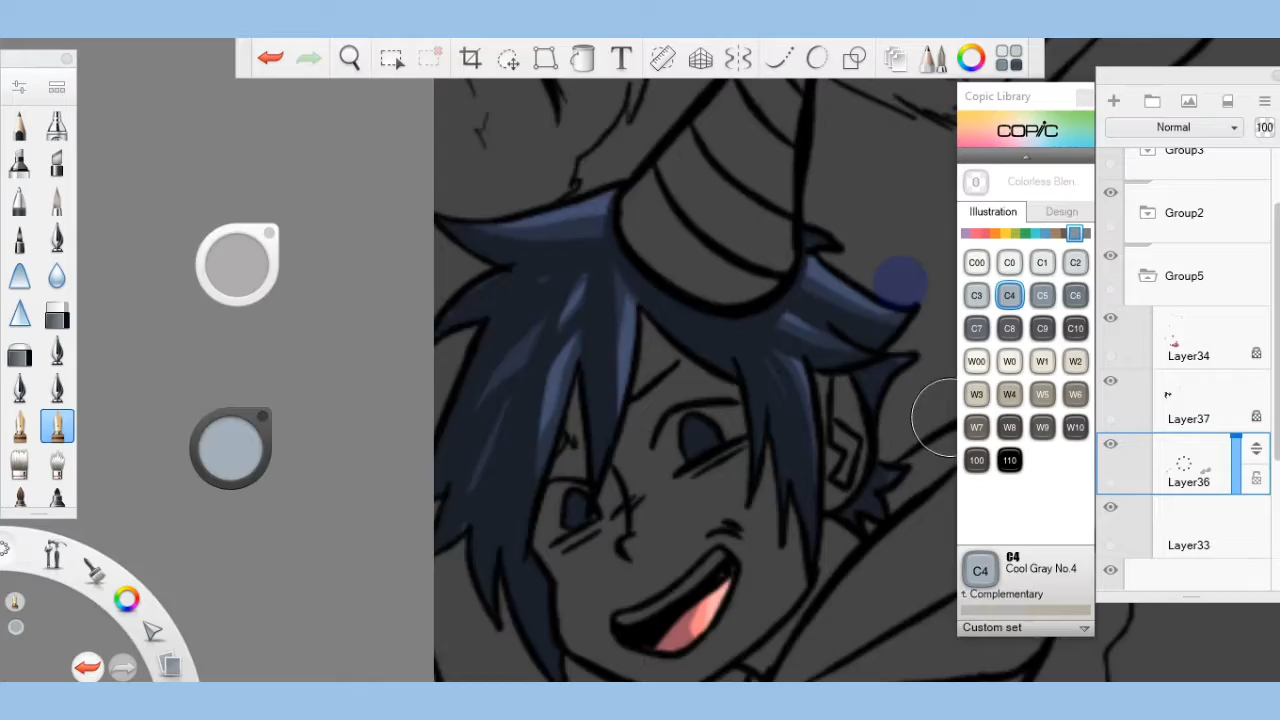 T
Copic Library
COPIC
0 Colorless Blen
Illustration Design
C00 C0 C1 C2
C3 C4 C5 C6
C7 C8 C9 C10
W00 W0 W1 W2
W3 W4 W5 W6
W7 W8 W9 W10
100 110
C4
C4
Cool Gray No.4
: Complementary
Custom set
Normal 100
Group3
Group2
Group5
Layer34
Layer37
Layer36
Layer33